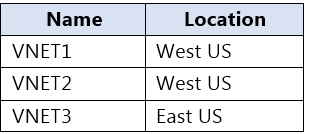 Name Location
VNET1 West US
VNET2 West US
VNET3 East US